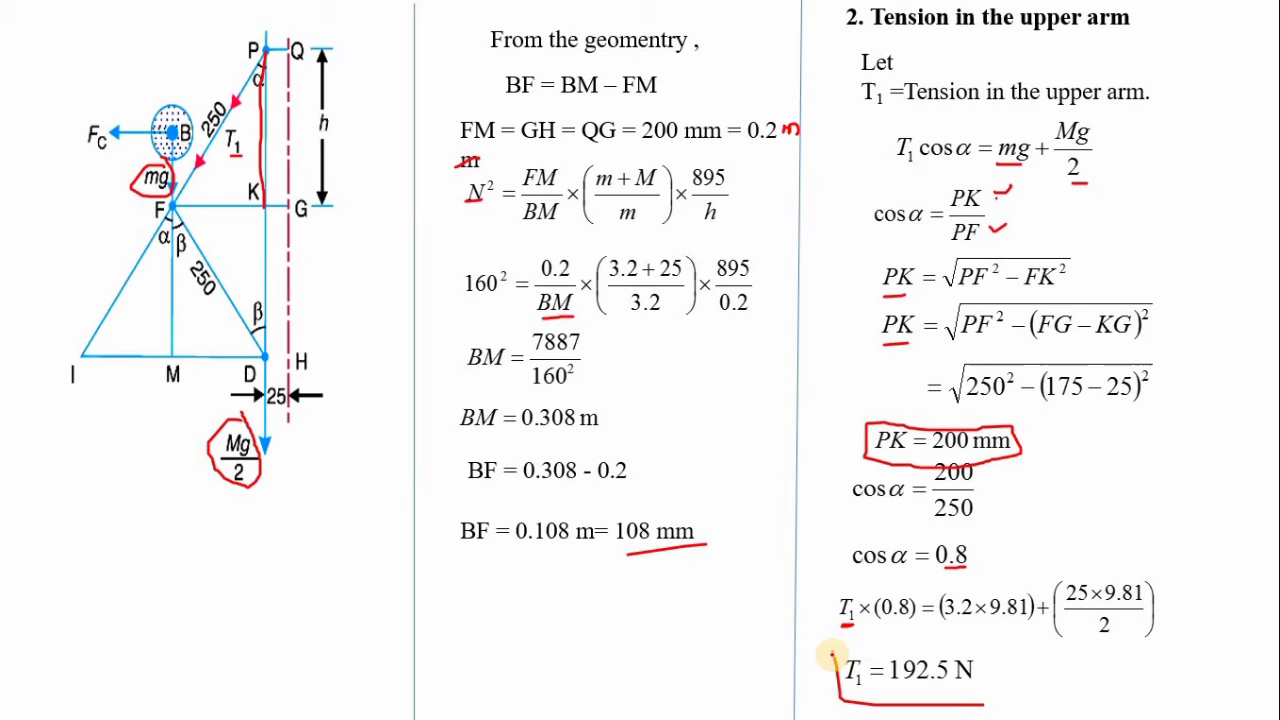 P Q
α
250
h
F_C B
T₁
mg
K
F G
α β
250
β
I M D H
25
Mg/2
From the geomentry ,
BF = BM – FM
FM = GH = QG = 200 mm = 0.2 m
m
N² = FM/BM × ((m + M)/m) × 895/h
160² = 0.2/BM × ((3.2 + 25)/3.2) × 895/0.2
BM = 7887/160²
BM = 0.308 m
BF = 0.308 - 0.2
BF = 0.108 m= 108 mm
2. Tension in the upper arm
Let
T₁ =Tension in the upper arm.
T₁ cos α = mg + Mg/2
cos α = PK/PF
PK = √(PF² − FK²)
PK = √(PF² − (FG − KG)²)
= √(250² − (175 − 25)²)
PK = 200 mm
cos α = 200/250
cos α = 0.8
T₁ × (0.8) = (3.2 × 9.81) + (25 × 9.81/2)
T₁ = 192.5 N